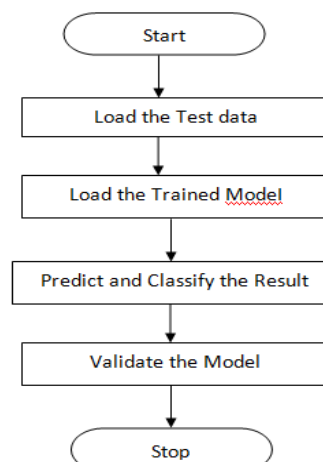 Start
Load the Test data
Load the Trained Model
Predict and Classify the Result
Validate the Model
Stop